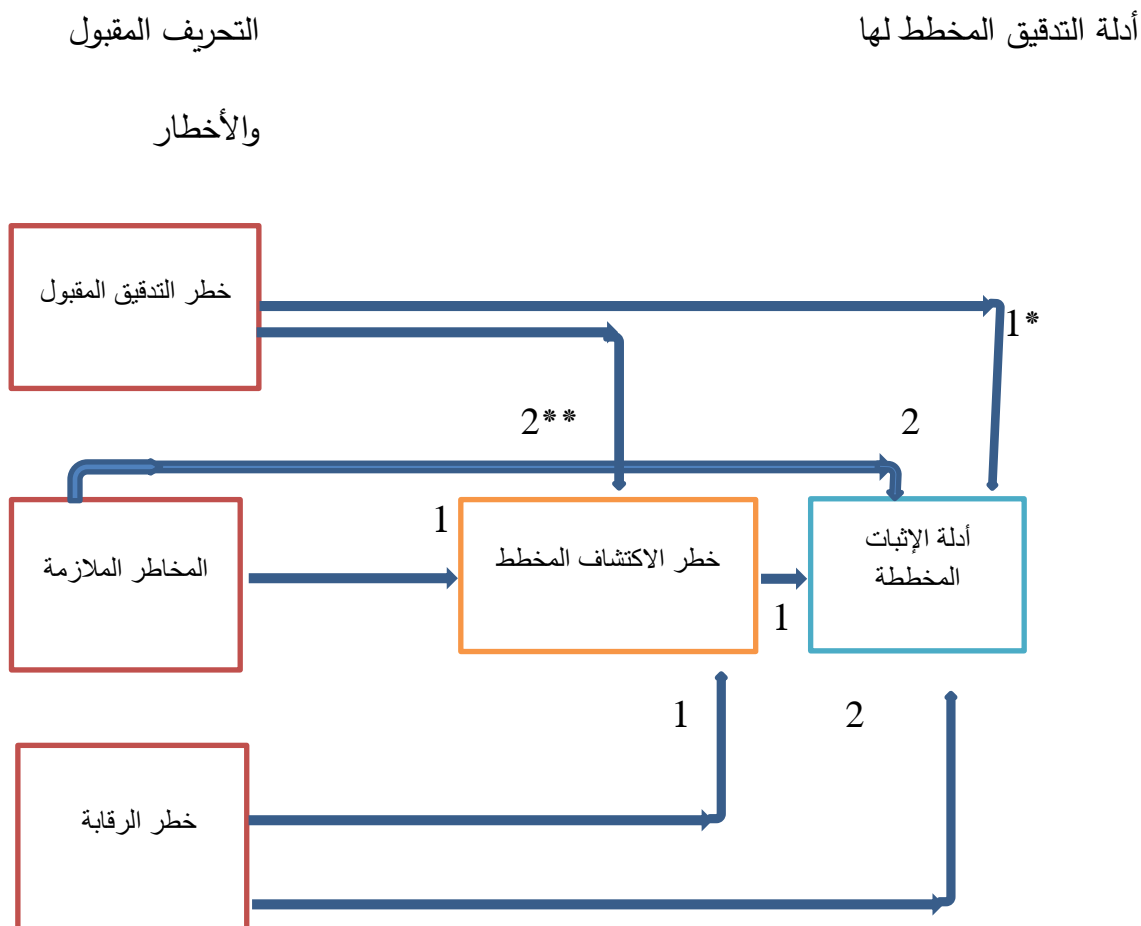 أدلة التدقيق المخطط لها
التحريف المقبول
والأخطار
خطر التدقيق المقبول
1*
2**
2
المخاطر الملازمة
1
خطر الاكتشاف المخطط
1
أدلة الإثبات
المخططة
1
2
خطر الرقابة